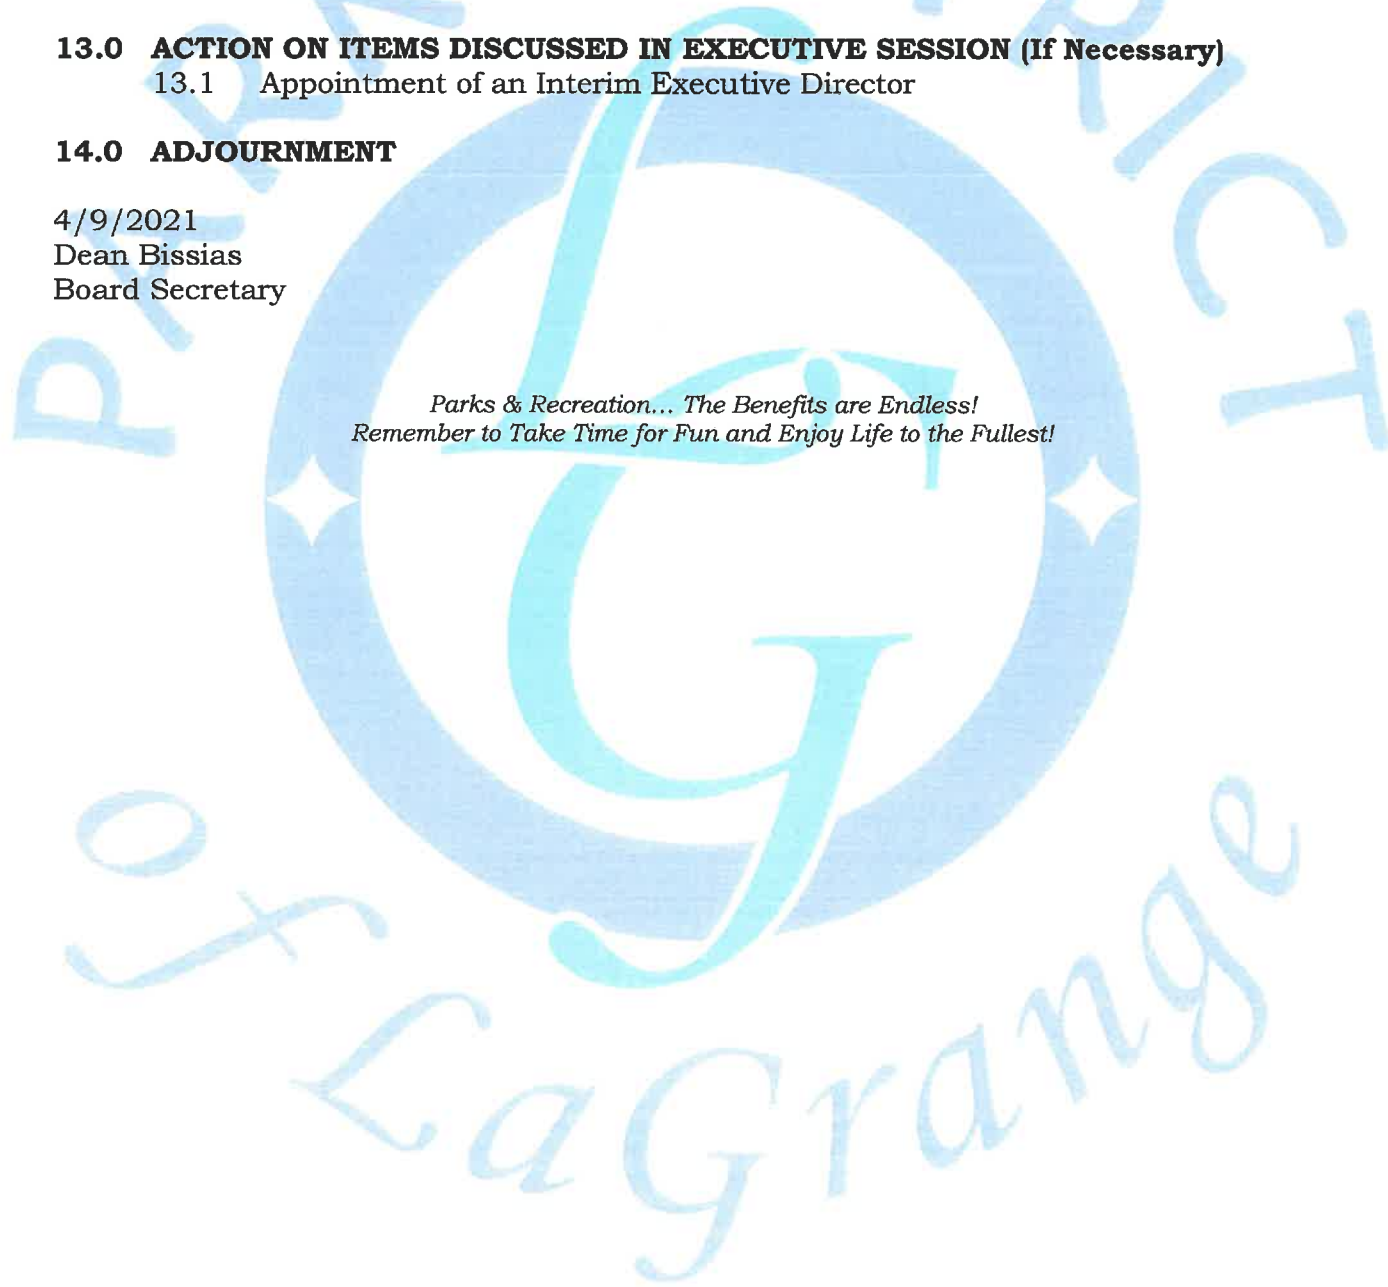 13.0 ACTION ON ITEMS DISCUSSED IN EXECUTIVE SESSION (If Necessary)
13.1 Appointment of an Interim Executive Director
14.0 ADJOURNMENT
4/9/2021
Dean Bissias
Board Secretary
Parks & Recreation... The Benefits are Endless!
Remember to Take Time for Fun and Enjoy Life to the Fullest!
LG
of LaGrange